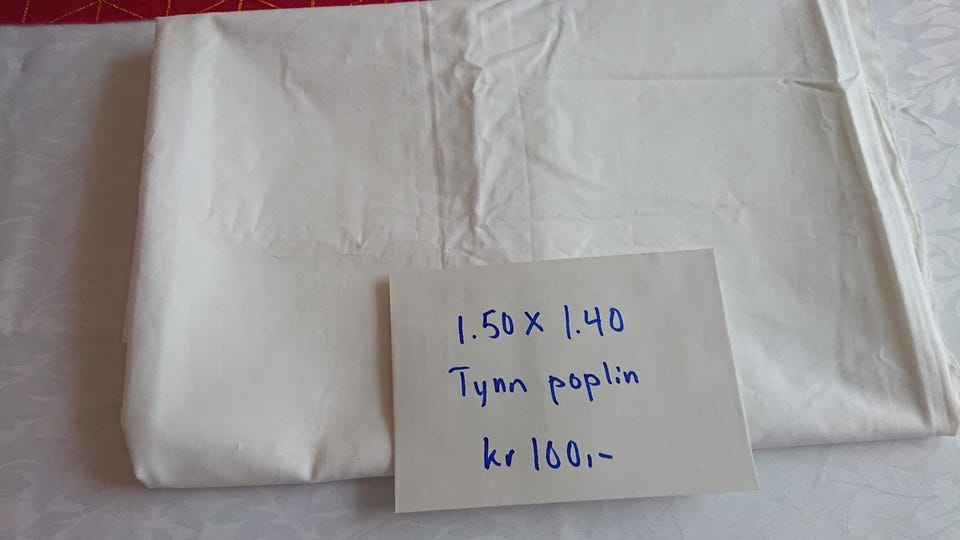 1.50 x 1.40
Tynn poplin
kr 100,-